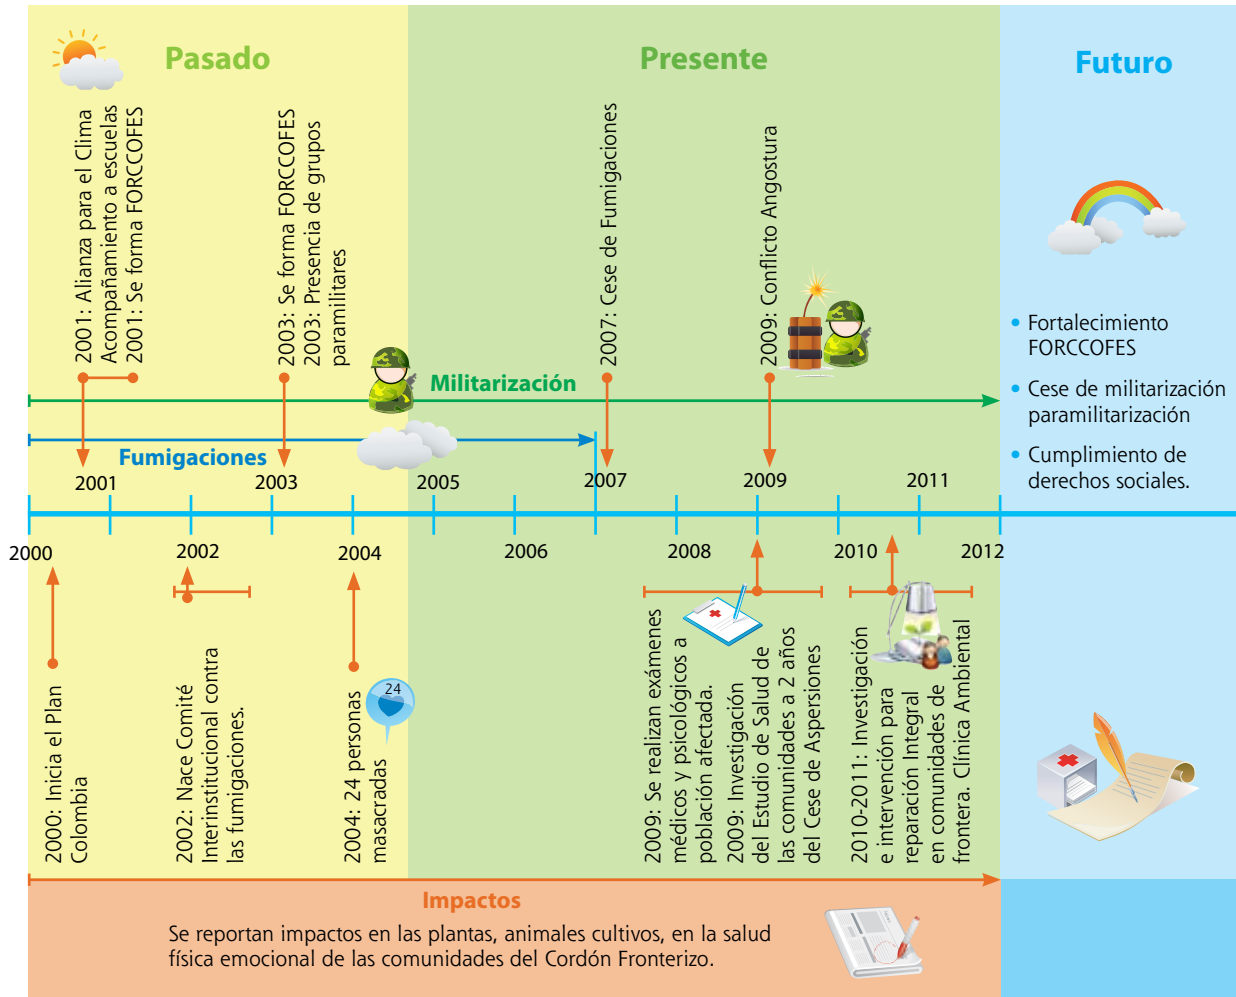 Pasado
Presente
Futuro
2001: Alianza para el Clima
Acompañamiento a escuelas
2001: Se forma FORCCOFES
2003: Se forma FORCCOFES
2003: Presencia de grupos
paramilitares
2007: Cese de Fumigaciones
2009: Conflicto Angostura
Militarización
Fumigaciones
• Fortalecimiento
FORCCOFES
• Cese de militarización
paramilitarización
• Cumplimiento de
derechos sociales.
2001
2003
2005
2007
2009
2011
2000
2002
2004
2006
2008
2010
2012
2000: Inicia el Plan
Colombia
2002: Nace Comité
Interinstitucional contra
las fumigaciones.
2004: 24 personas
masacradas
24
2009: Se realizan exámenes
médicos y psicológicos a
población afectada.
2009: Investigación
del Estudio de Salud de
las comunidades a 2 años
del Cese de Aspersiones
2010-2011: Investigación
e intervención para
reparación Integral
en comunidades de
frontera. Clínica Ambiental
Impactos
Se reportan impactos en las plantas, animales cultivos, en la salud
física emocional de las comunidades del Cordón Fronterizo.